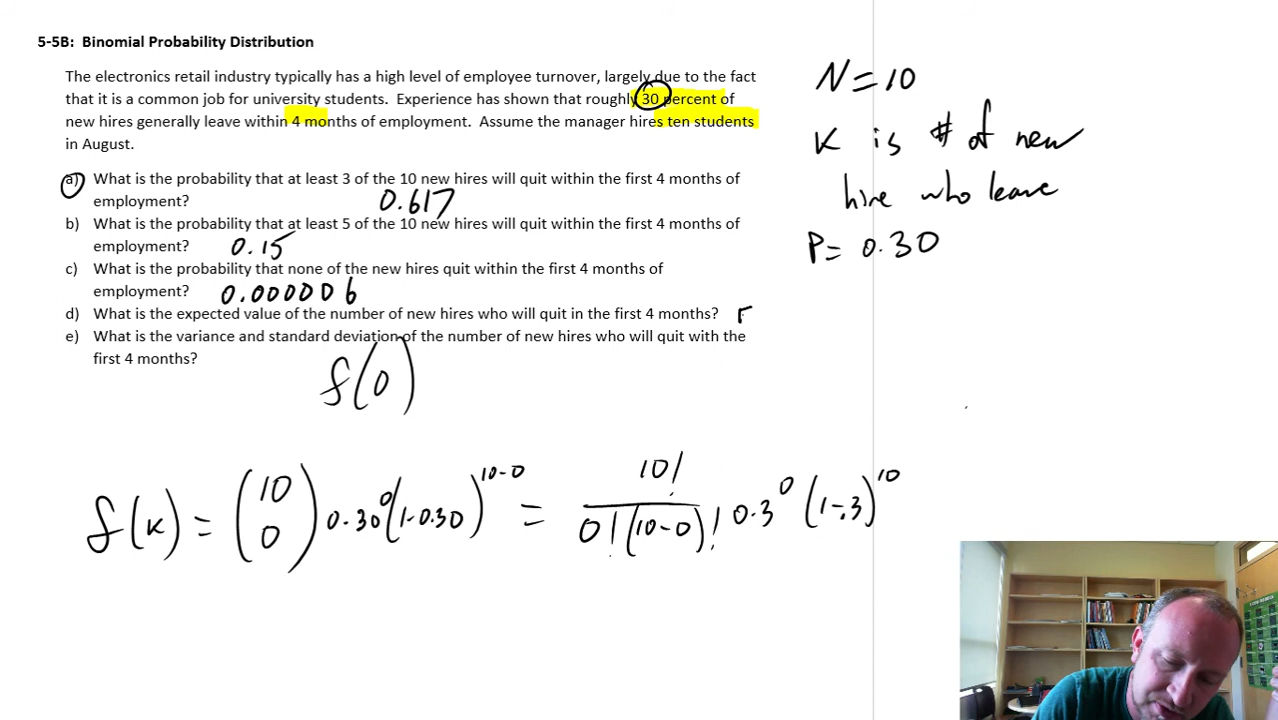 5-5B: Binomial Probability Distribution
The electronics retail industry typically has a high level of employee turnover, largely due to the fact
that it is a common job for university students. Experience has shown that roughly 30 percent of
new hires generally leave within 4 months of employment. Assume the manager hires ten students
in August.
a) What is the probability that at least 3 of the 10 new hires will quit within the first 4 months of
employment? 0.617
b) What is the probability that at least 5 of the 10 new hires will quit within the first 4 months of
employment? 0.15
c) What is the probability that none of the new hires quit within the first 4 months of
employment? 0.000006
d) What is the expected value of the number of new hires who will quit in the first 4 months?
e) What is the variance and standard deviation of the number of new hires who will quit with the
first 4 months?
N=10
K is # of new
hire who leave
P= 0.30
f(0)
f(k) = (10 0) 0.30^0 (1-0.30)^10-0 = 10! / 0!(10-0)! 0.3^0 (1-.3)^10